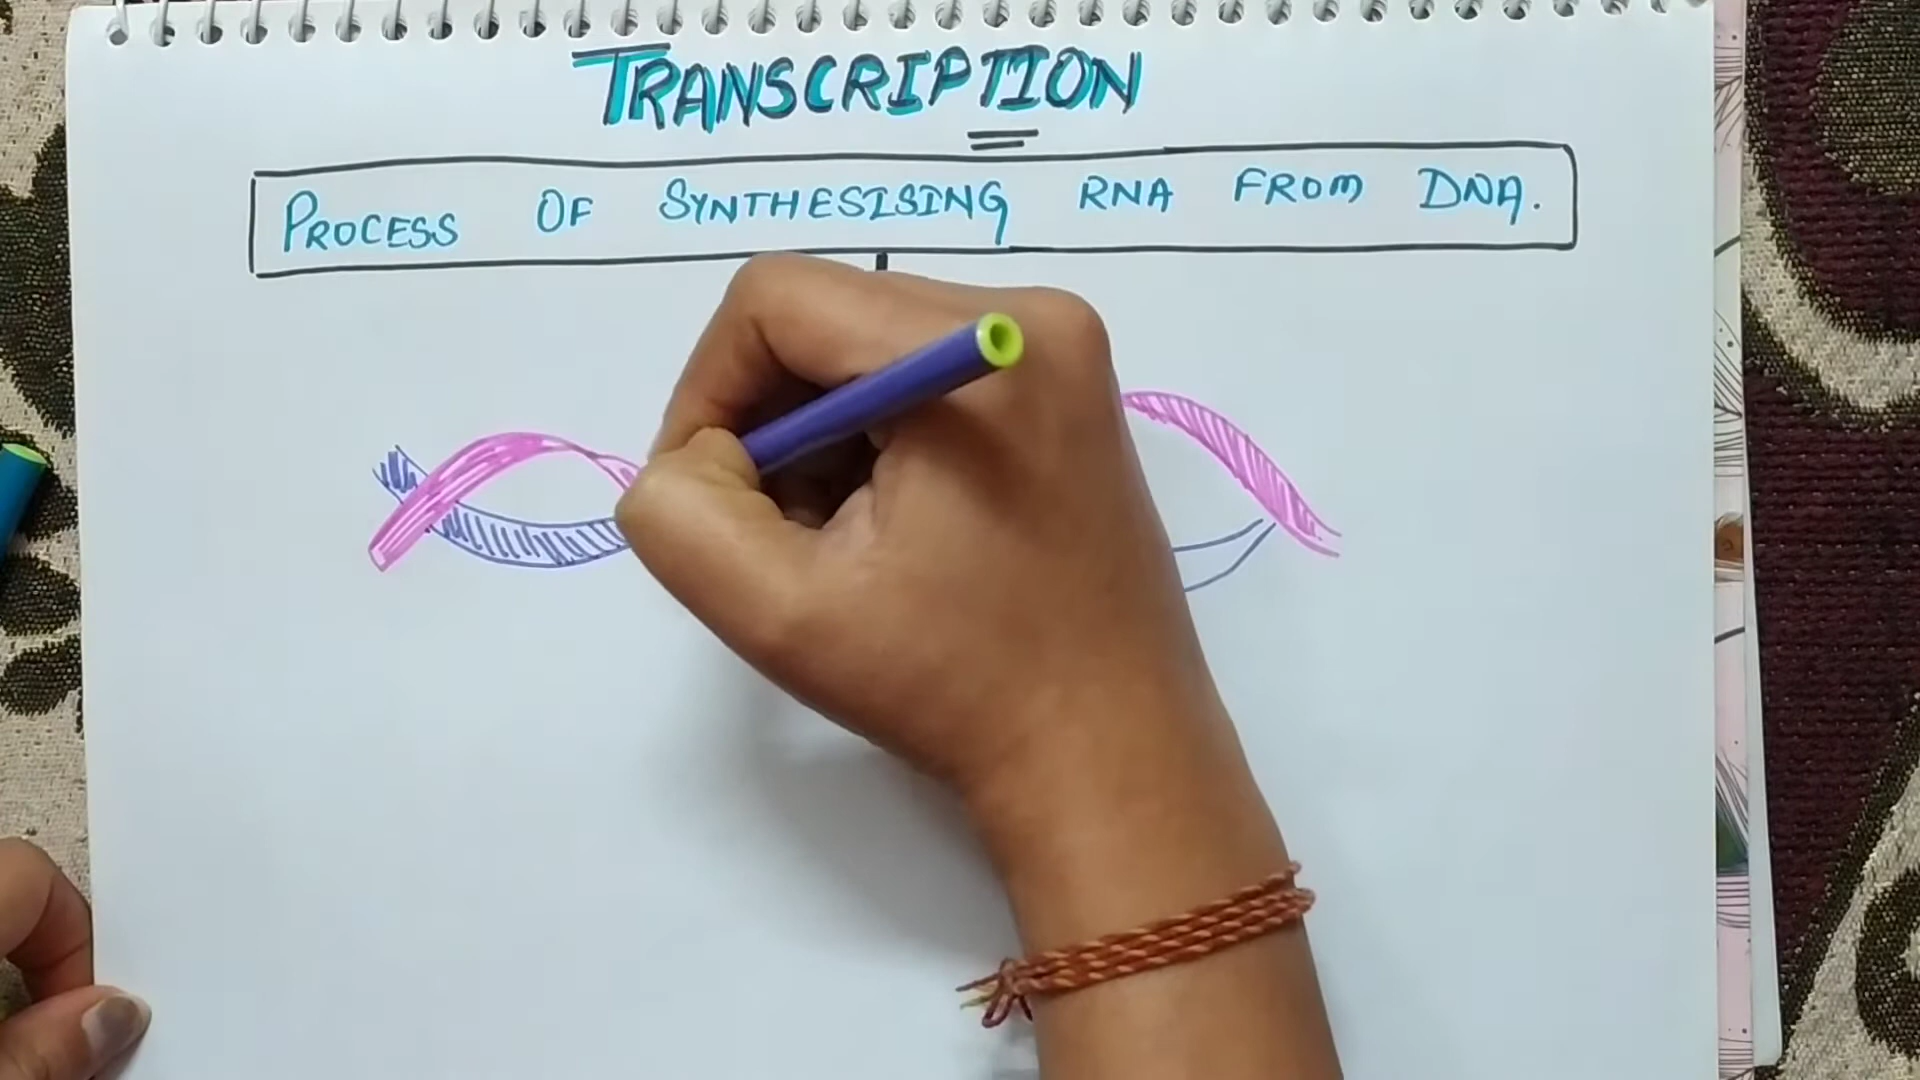 TRANSCRIPTION
PROCESS OF SYNTHESISING RNA FROM DNA.